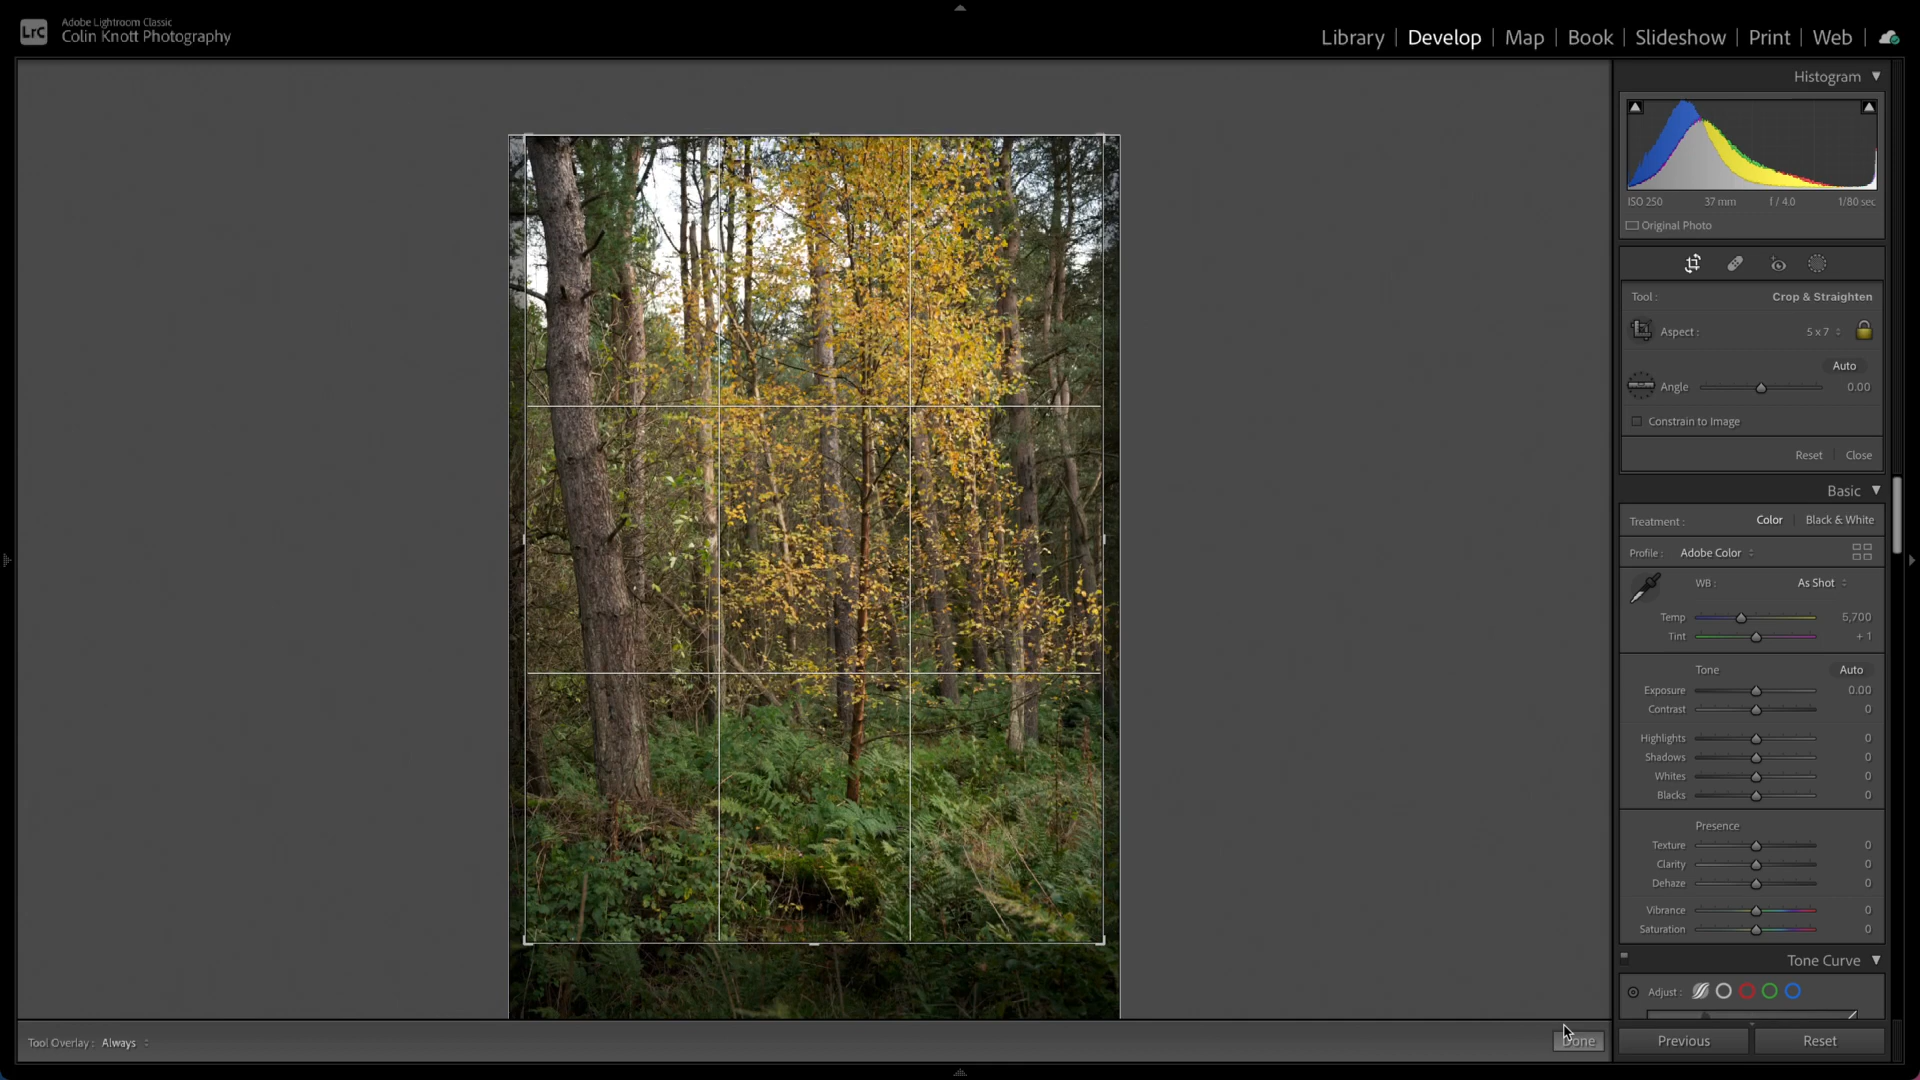 LrC
Adobe Lightroom Classic
Colin Knott Photography
Library | Develop | Map | Book | Slideshow | Print | Web
Histogram
ISO 250 37 mm f / 4.0 1/80 sec
Original Photo
Tool : Crop & Straighten
Aspect : 5 x 7
Auto
Angle 0.00
Constrain to Image
Reset Close
Basic
Treatment : Color Black & White
Profile : Adobe Color
WB : As Shot
Temp 5,700
Tint + 1
Tone Auto
Exposure 0.00
Contrast 0
Highlights 0
Shadows 0
Whites 0
Blacks 0
Presence
Texture 0
Clarity 0
Dehaze 0
Vibrance 0
Saturation 0
Tone Curve
Adjust :
Tool Overlay : Always
Done
Previous Reset